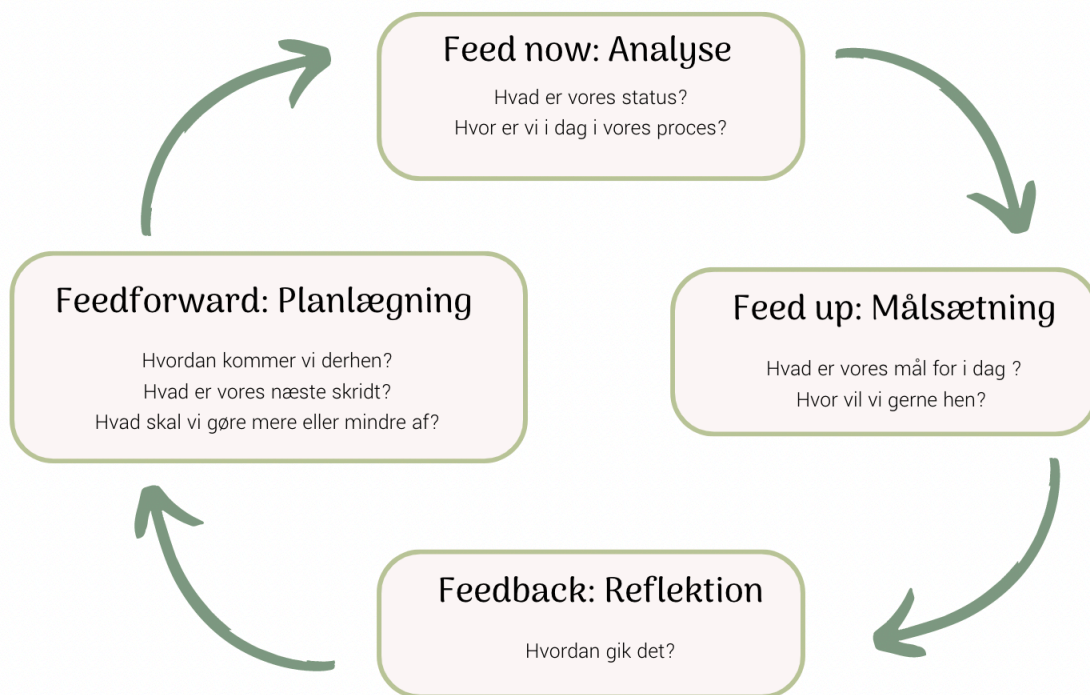 Feed now: Analyse
Hvad er vores status?
Hvor er vi i dag i vores proces?
Feed up: Målsætning
Hvad er vores mål for i dag ?
Hvor vil vi gerne hen?
Feedback: Reflektion
Hvordan gik det?
Feedforward: Planlægning
Hvordan kommer vi derhen?
Hvad er vores næste skridt?
Hvad skal vi gøre mere eller mindre af?